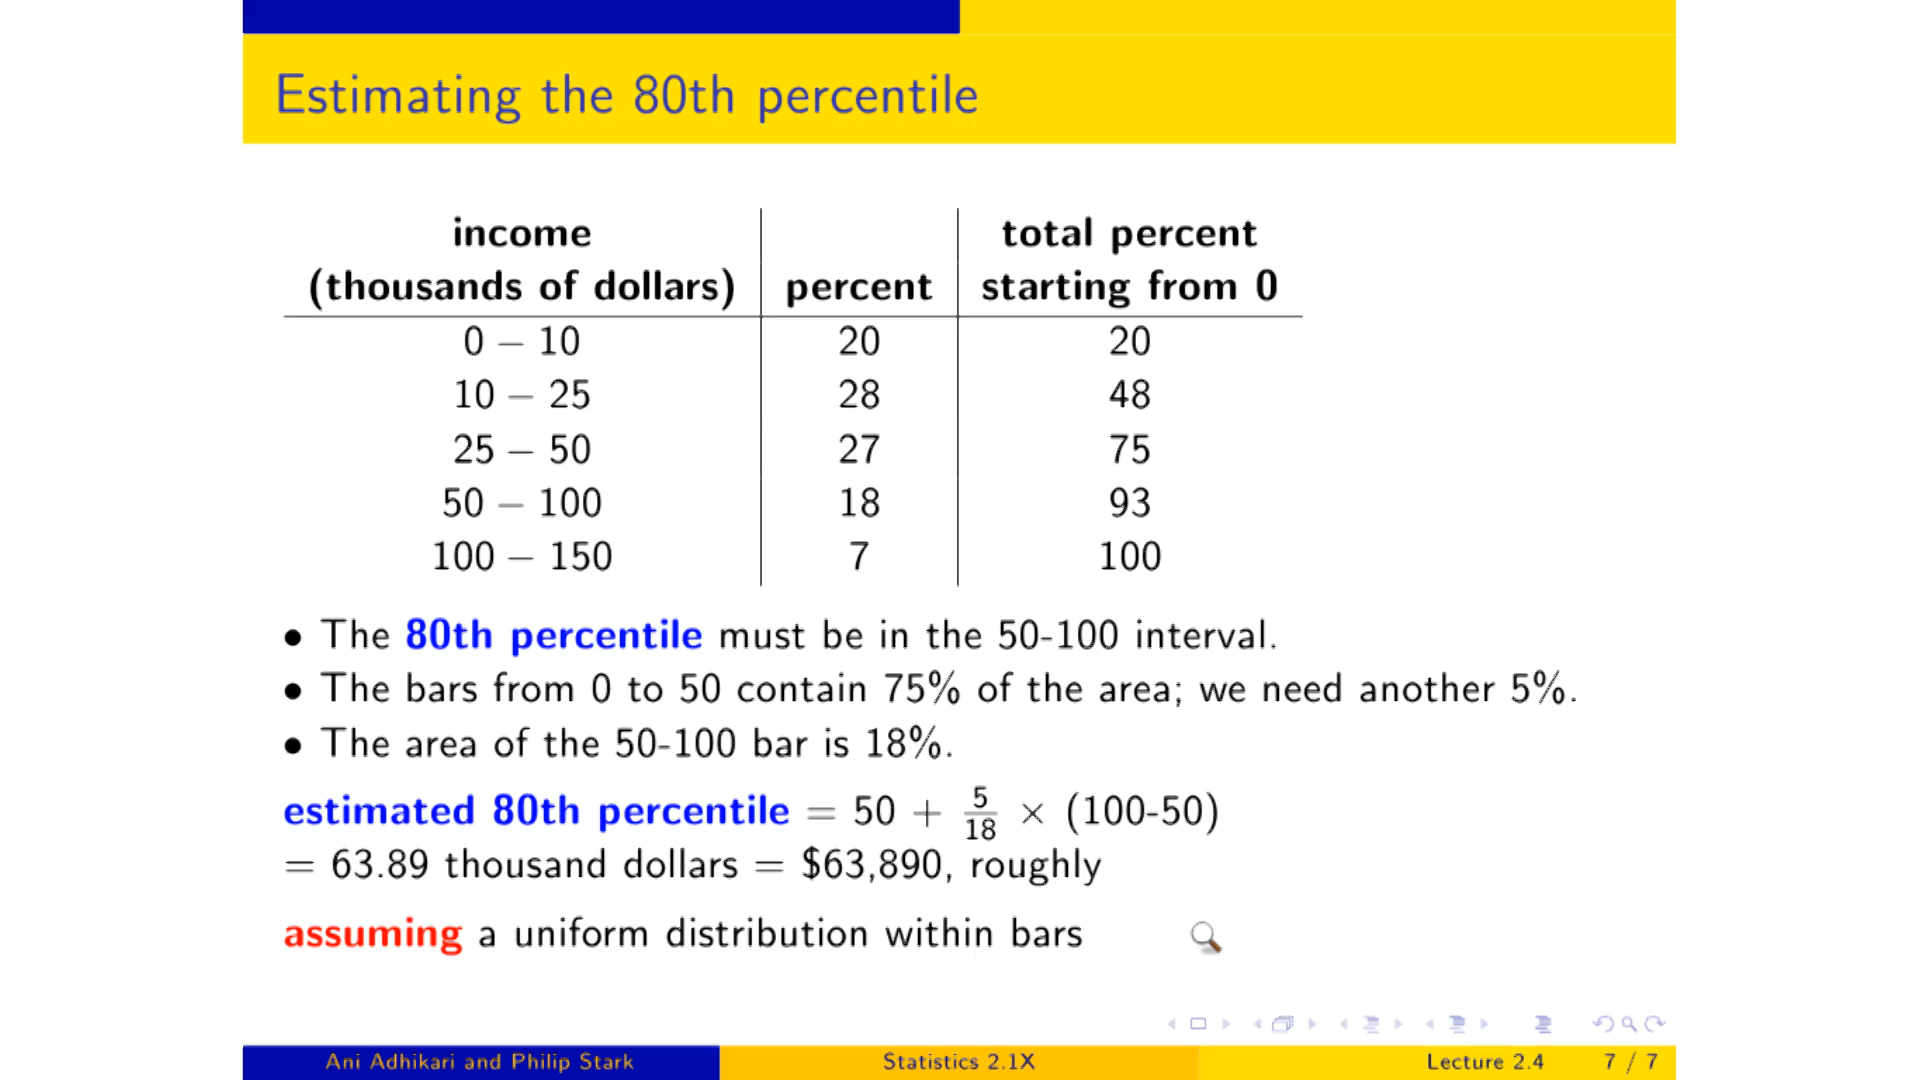 Estimating the 80th percentile
income total percent
(thousands of dollars) percent starting from 0
0 – 10 20 20
10 – 25 28 48
25 – 50 27 75
50 – 100 18 93
100 – 150 7 100
• The 80th percentile must be in the 50-100 interval.
• The bars from 0 to 50 contain 75% of the area; we need another 5%.
• The area of the 50-100 bar is 18%.
estimated 80th percentile = 50 + 5/18 × (100-50)
= 63.89 thousand dollars = $63,890, roughly
assuming a uniform distribution within bars
Ani Adhikari and Philip Stark Statistics 2.1X Lecture 2.4 7 / 7